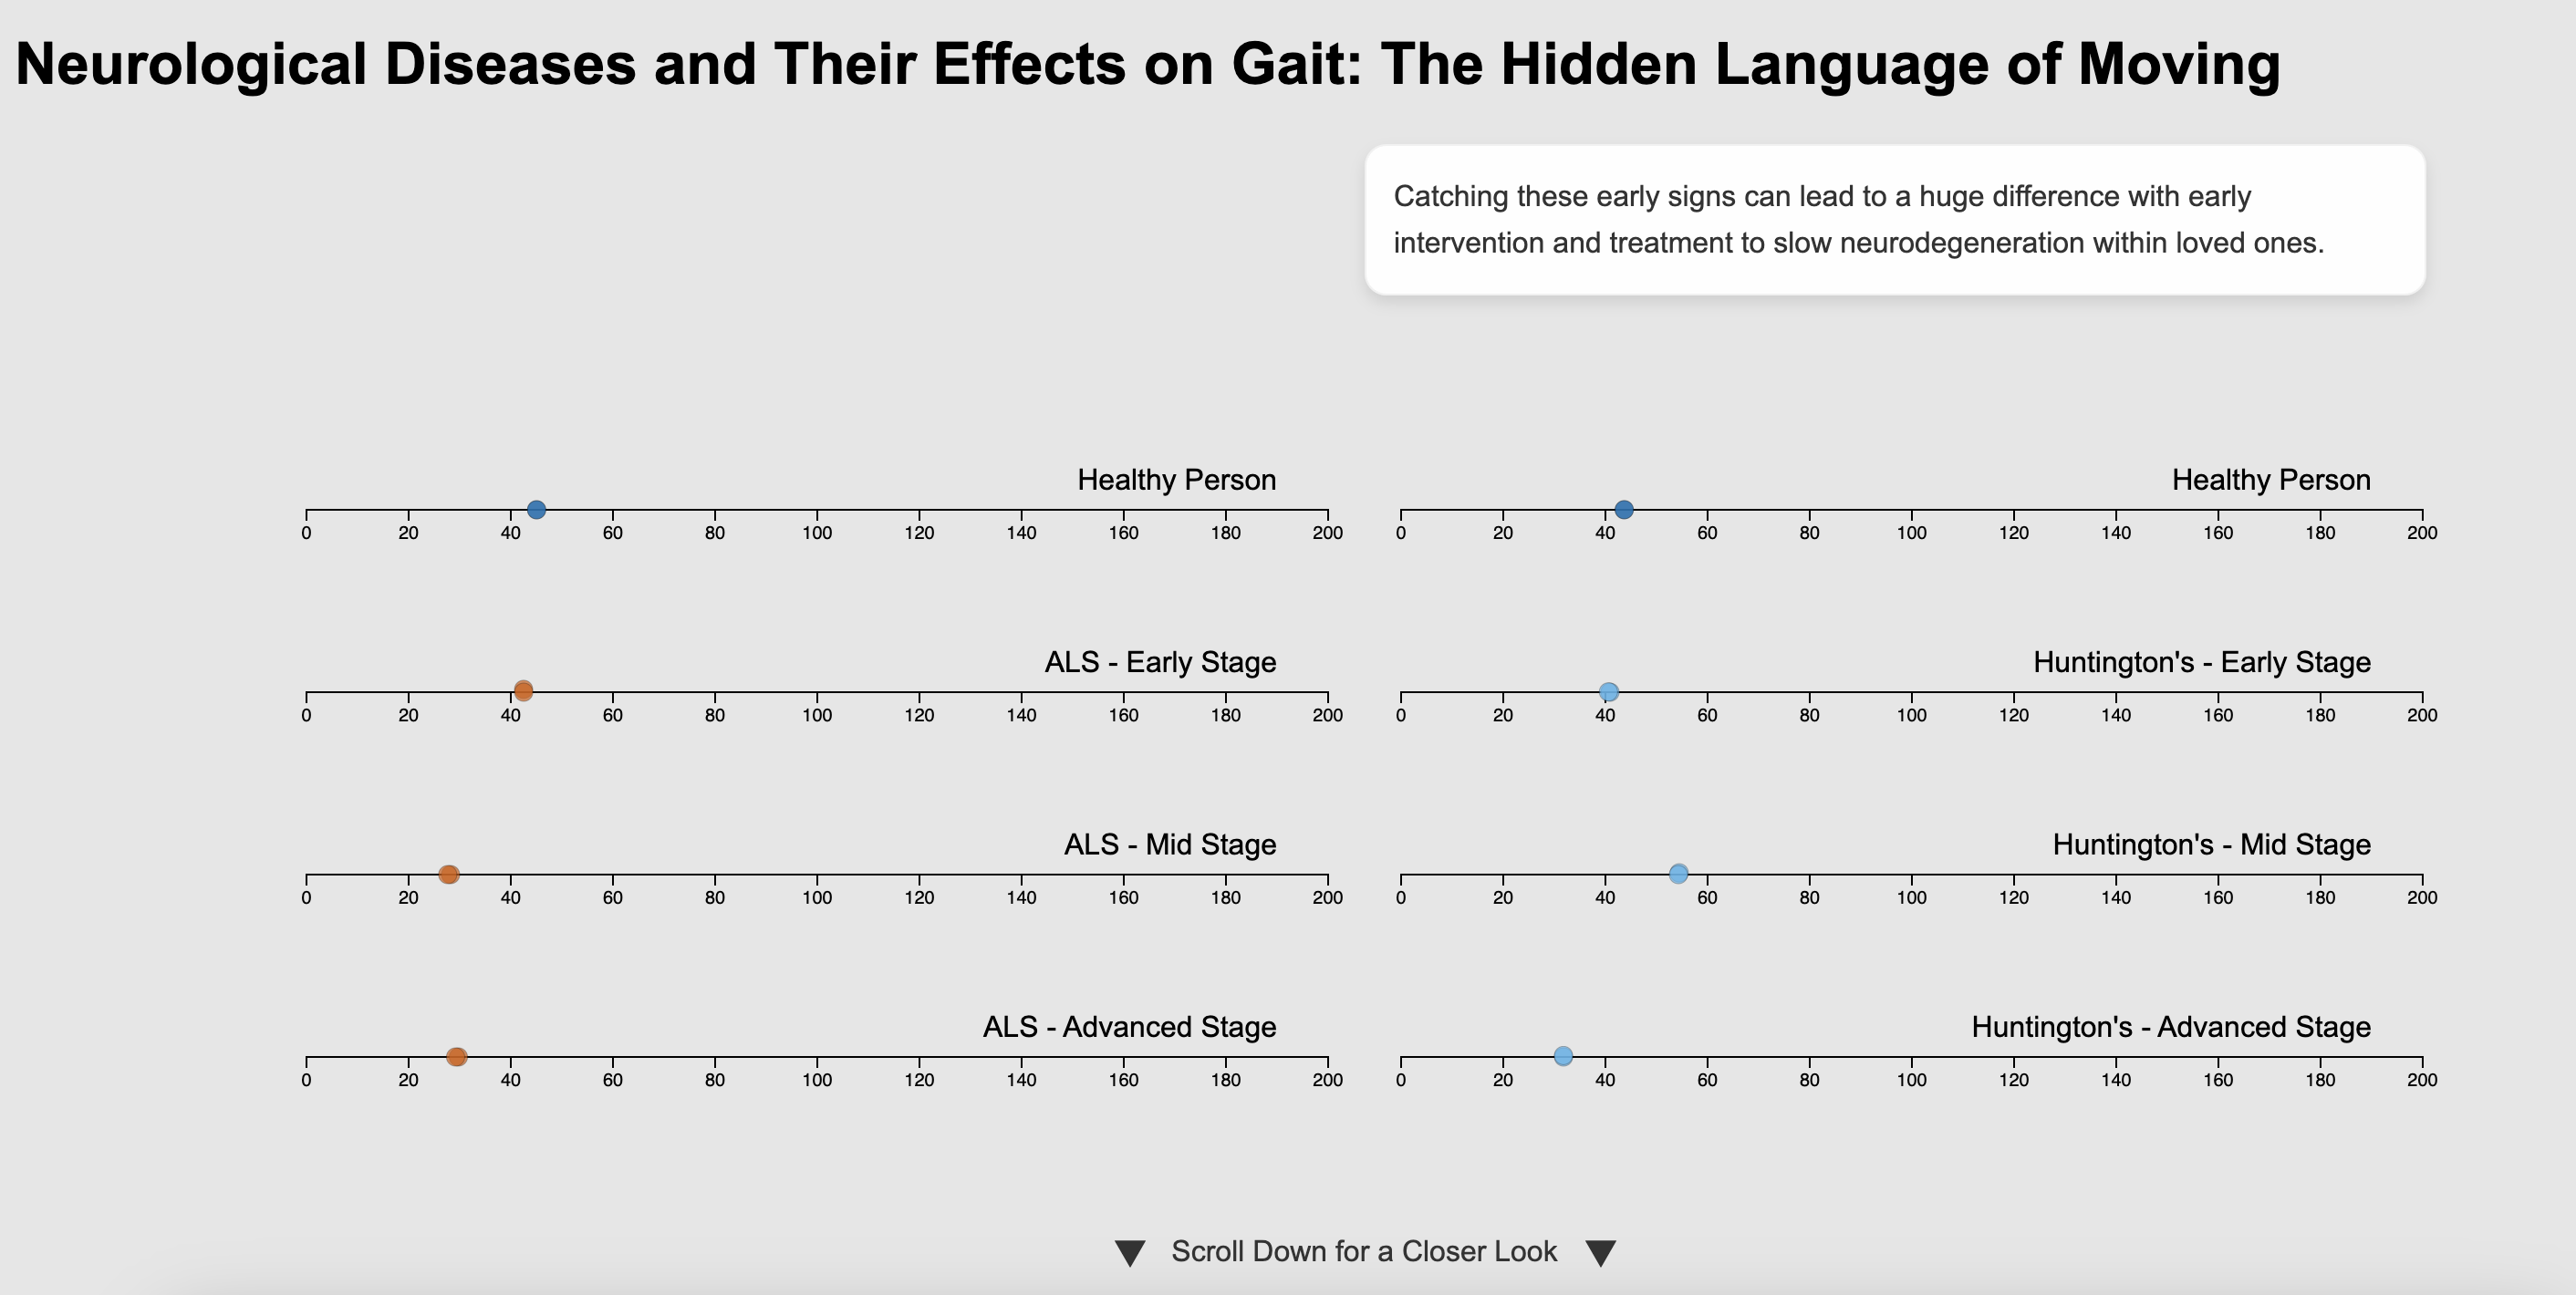 Neurological Diseases and Their Effects on Gait: The Hidden Language of Moving
Catching these early signs can lead to a huge difference with early
intervention and treatment to slow neurodegeneration within loved ones.
Healthy Person
0 20 40 60 80 100 120 140 160 180 200
Healthy Person
0 20 40 60 80 100 120 140 160 180 200
ALS - Early Stage
0 20 40 60 80 100 120 140 160 180 200
Huntington's - Early Stage
0 20 40 60 80 100 120 140 160 180 200
ALS - Mid Stage
0 20 40 60 80 100 120 140 160 180 200
Huntington's - Mid Stage
0 20 40 60 80 100 120 140 160 180 200
ALS - Advanced Stage
0 20 40 60 80 100 120 140 160 180 200
Huntington's - Advanced Stage
0 20 40 60 80 100 120 140 160 180 200
Scroll Down for a Closer Look